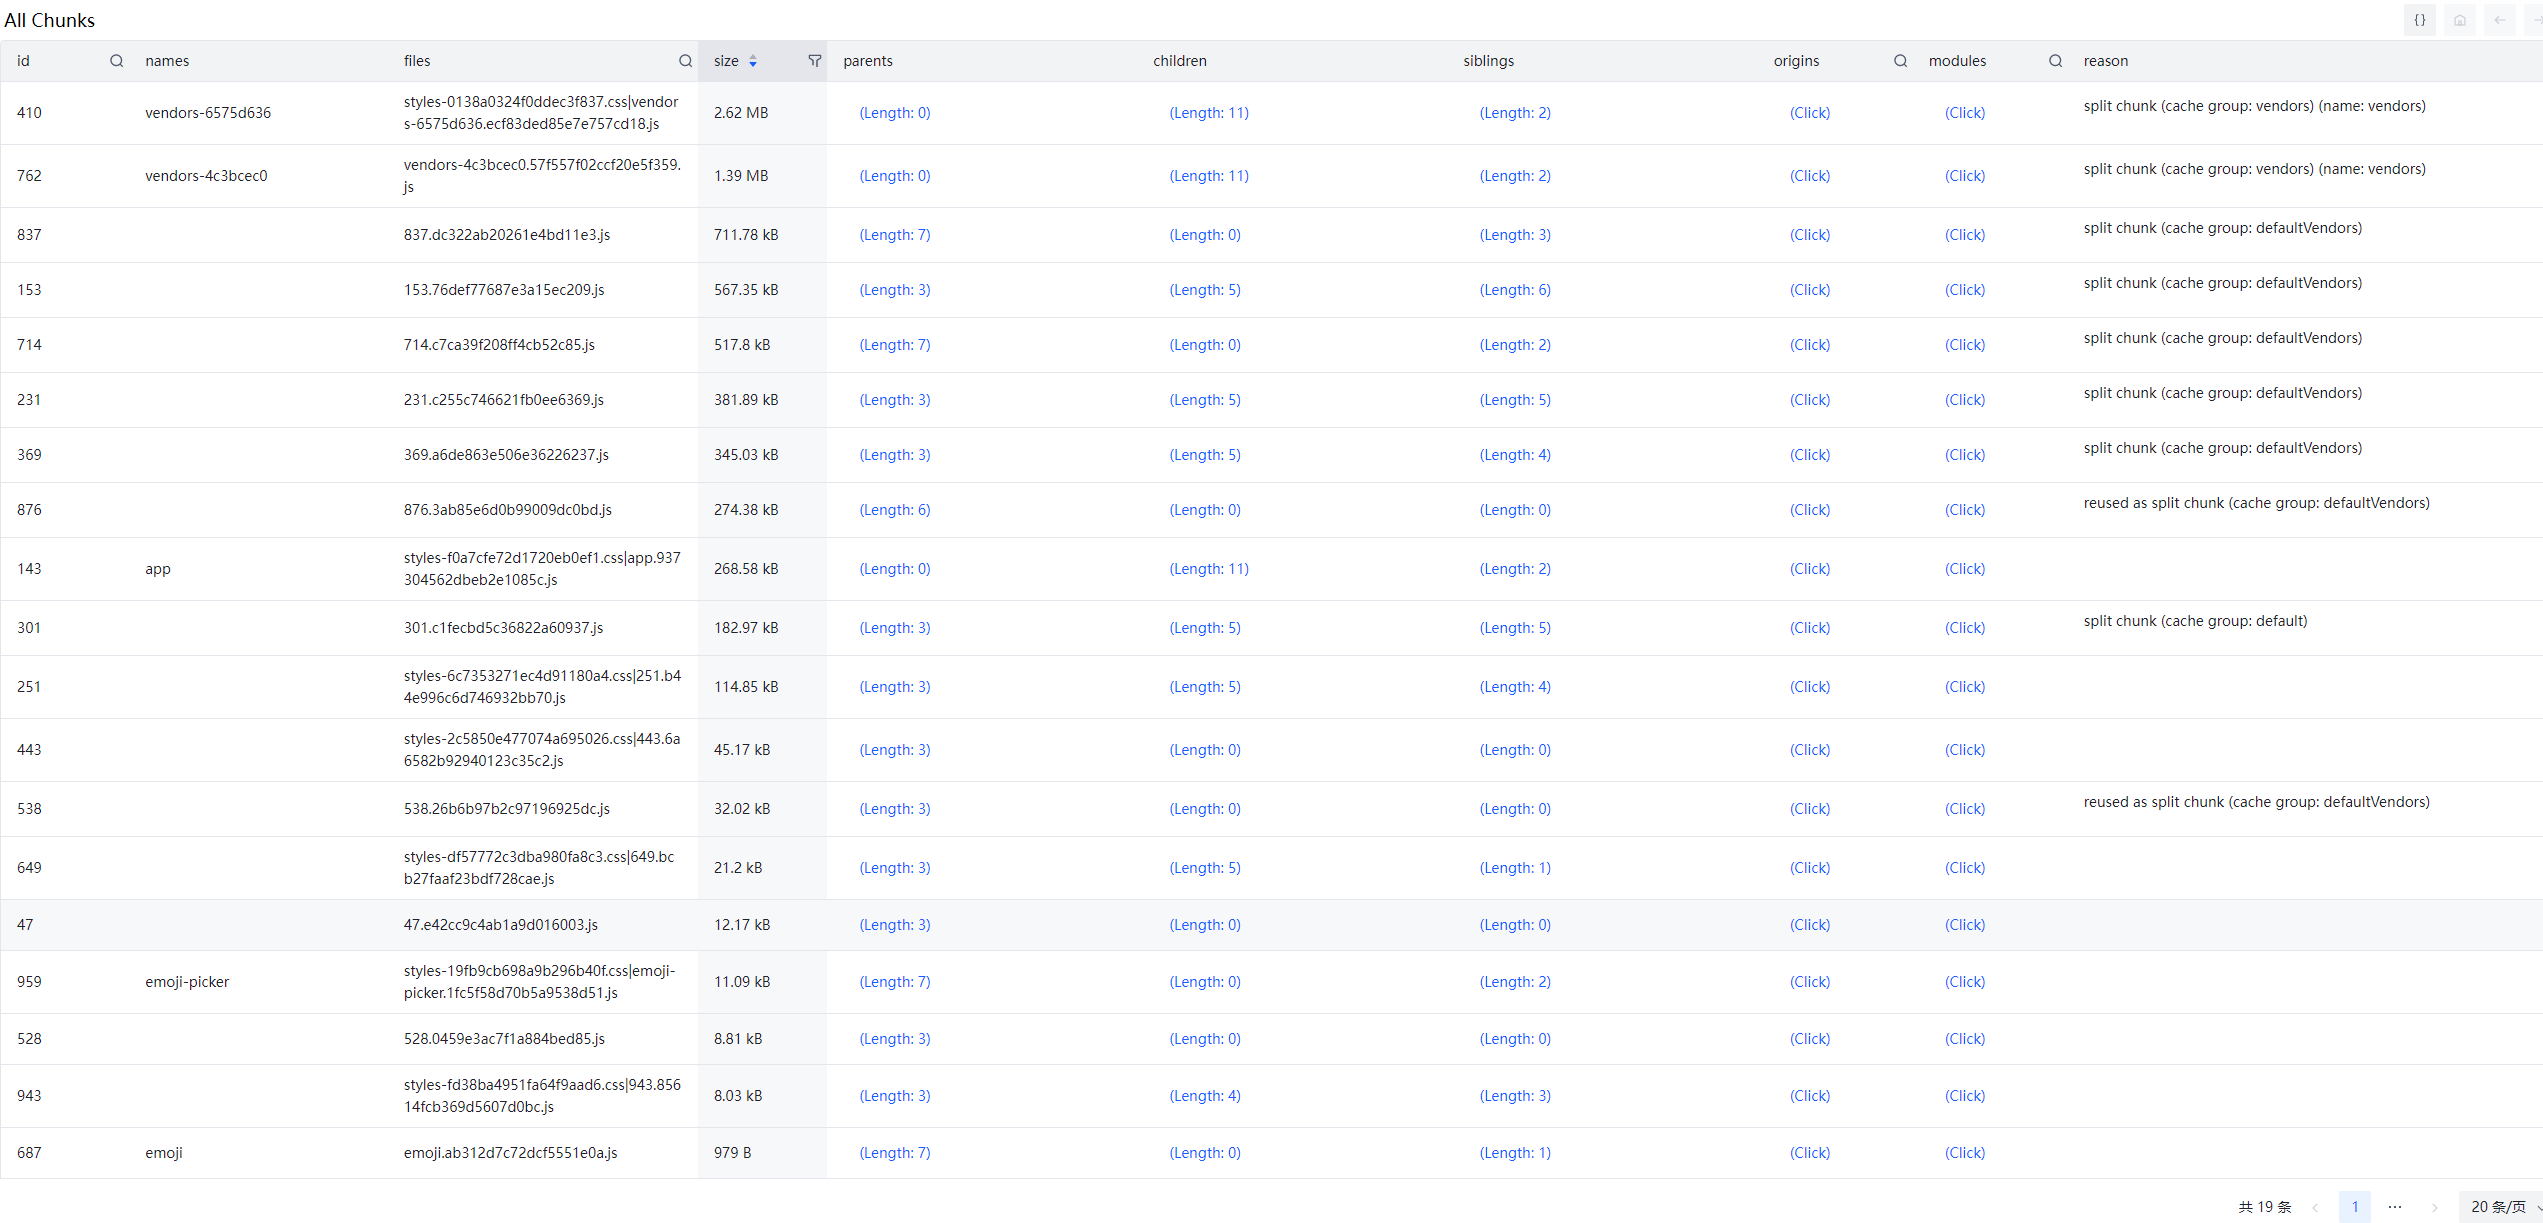 All Chunks
{}
id names files size parents children siblings origins modules reason
410 vendors-6575d636 styles-0138a0324f0ddec3f837.css|vendor 2.62 MB (Length: 0) (Length: 11) (Length: 2) (Click) (Click) split chunk (cache group: vendors) (name: vendors)
s-6575d636.ecf83ded85e7e757cd18.js
762 vendors-4c3bcec0 vendors-4c3bcec0.57f557f02ccf20e5f359. 1.39 MB (Length: 0) (Length: 11) (Length: 2) (Click) (Click) split chunk (cache group: vendors) (name: vendors)
js
837 837.dc322ab20261e4bd11e3.js 711.78 kB (Length: 7) (Length: 0) (Length: 3) (Click) (Click) split chunk (cache group: defaultVendors)
153 153.76def77687e3a15ec209.js 567.35 kB (Length: 3) (Length: 5) (Length: 6) (Click) (Click) split chunk (cache group: defaultVendors)
714 714.c7ca39f208ff4cb52c85.js 517.8 kB (Length: 7) (Length: 0) (Length: 2) (Click) (Click) split chunk (cache group: defaultVendors)
231 231.c255c746621fb0ee6369.js 381.89 kB (Length: 3) (Length: 5) (Length: 5) (Click) (Click) split chunk (cache group: defaultVendors)
369 369.a6de863e506e36226237.js 345.03 kB (Length: 3) (Length: 5) (Length: 4) (Click) (Click) split chunk (cache group: defaultVendors)
876 876.3ab85e6d0b99009dc0bd.js 274.38 kB (Length: 6) (Length: 0) (Length: 0) (Click) (Click) reused as split chunk (cache group: defaultVendors)
143 app styles-f0a7cfe72d1720eb0ef1.css|app.937 268.58 kB (Length: 0) (Length: 11) (Length: 2) (Click) (Click)
304562dbeb2e1085c.js
301 301.c1fecbd5c36822a60937.js 182.97 kB (Length: 3) (Length: 5) (Length: 5) (Click) (Click) split chunk (cache group: default)
251 styles-6c7353271ec4d91180a4.css|251.b4 114.85 kB (Length: 3) (Length: 5) (Length: 4) (Click) (Click)
4e996c6d746932bb70.js
443 styles-2c5850e477074a695026.css|443.6a 45.17 kB (Length: 3) (Length: 0) (Length: 0) (Click) (Click)
6582b92940123c35c2.js
538 538.26b6b97b2c97196925dc.js 32.02 kB (Length: 3) (Length: 0) (Length: 0) (Click) (Click) reused as split chunk (cache group: defaultVendors)
649 styles-df57772c3dba980fa8c3.css|649.bc 21.2 kB (Length: 3) (Length: 5) (Length: 1) (Click) (Click)
b27faaf23bdf728cae.js
47 47.e42cc9c4ab1a9d016003.js 12.17 kB (Length: 3) (Length: 0) (Length: 0) (Click) (Click)
959 emoji-picker styles-19fb9cb698a9b296b40f.css|emoji- 11.09 kB (Length: 7) (Length: 0) (Length: 2) (Click) (Click)
picker.1fc5f58d70b5a9538d51.js
528 528.0459e3ac7f1a884bed85.js 8.81 kB (Length: 3) (Length: 0) (Length: 0) (Click) (Click)
943 styles-fd38ba4951fa64f9aad6.css|943.856 8.03 kB (Length: 3) (Length: 4) (Length: 3) (Click) (Click)
14fcb369d5607d0bc.js
687 emoji emoji.ab312d7c72dcf5551e0a.js 979 B (Length: 7) (Length: 0) (Length: 1) (Click) (Click)
共 19 条 1 ··· 20 条/页